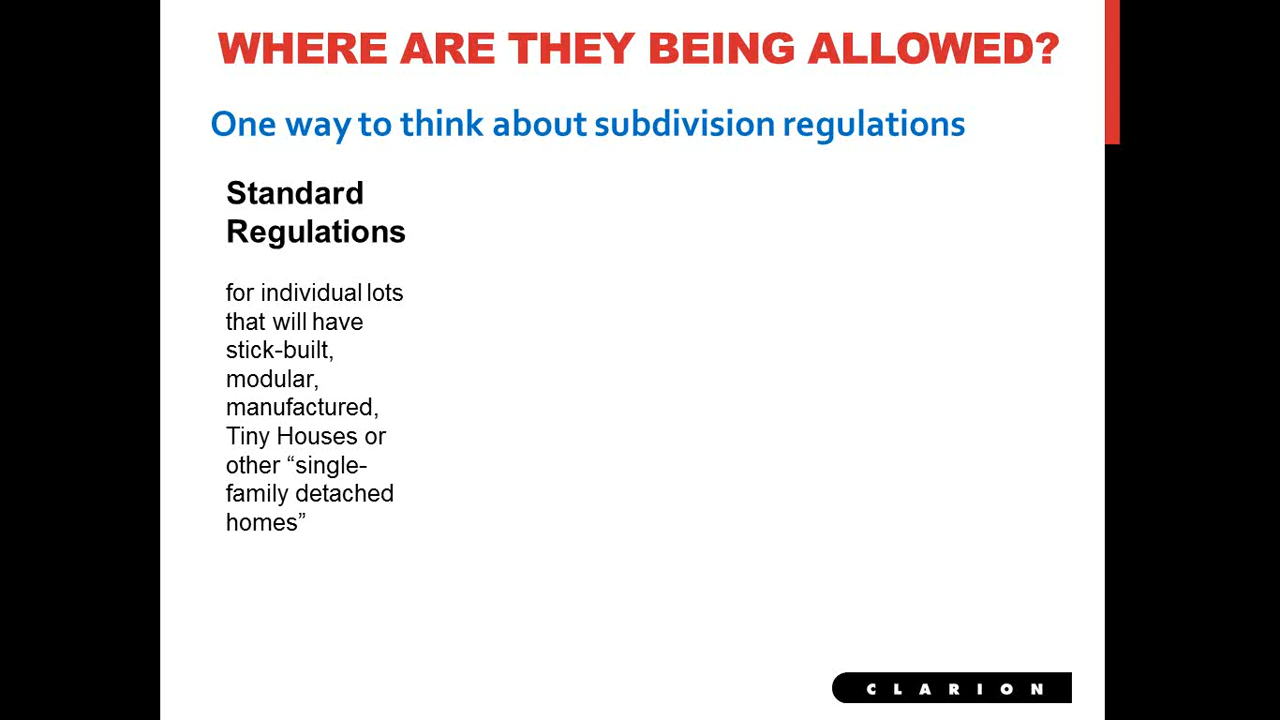 WHERE ARE THEY BEING ALLOWED?
One way to think about subdivision regulations
Standard
Regulations
for individual lots
that will have
stick-built,
modular,
manufactured,
Tiny Houses or
other “single-
family detached
homes”
CLARION